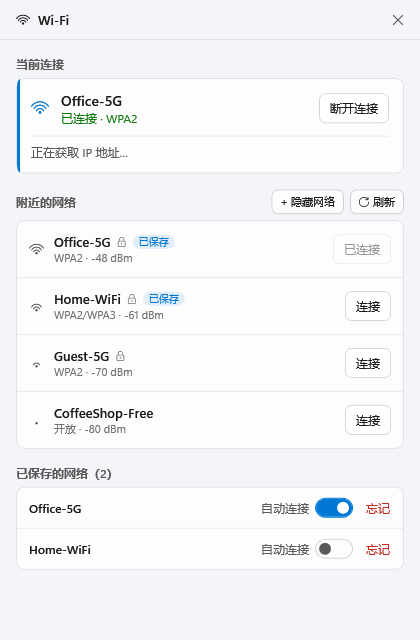 Wi-Fi
当前连接
Office-5G
已连接 · WPA2
断开连接
正在获取 IP 地址...
附近的网络
+ 隐藏网络
刷新
Office-5G 已保存
WPA2 · -48 dBm
已连接
Home-WiFi 已保存
WPA2/WPA3 · -61 dBm
连接
Guest-5G
WPA2 · -70 dBm
连接
CoffeeShop-Free
开放 · -80 dBm
连接
已保存的网络（2）
Office-5G 自动连接 忘记
Home-WiFi 自动连接 忘记